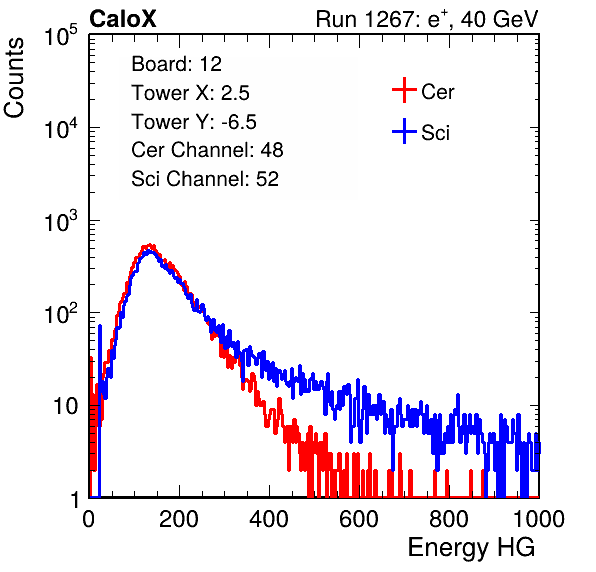 CaloX Run 1267: e⁺, 40 GeV
Counts
10⁵
10⁴
10³
10²
10
1
Board: 12
Tower X: 2.5
Tower Y: -6.5
Cer Channel: 48
Sci Channel: 52
Cer
Sci
0 200 400 600 800 1000
Energy HG